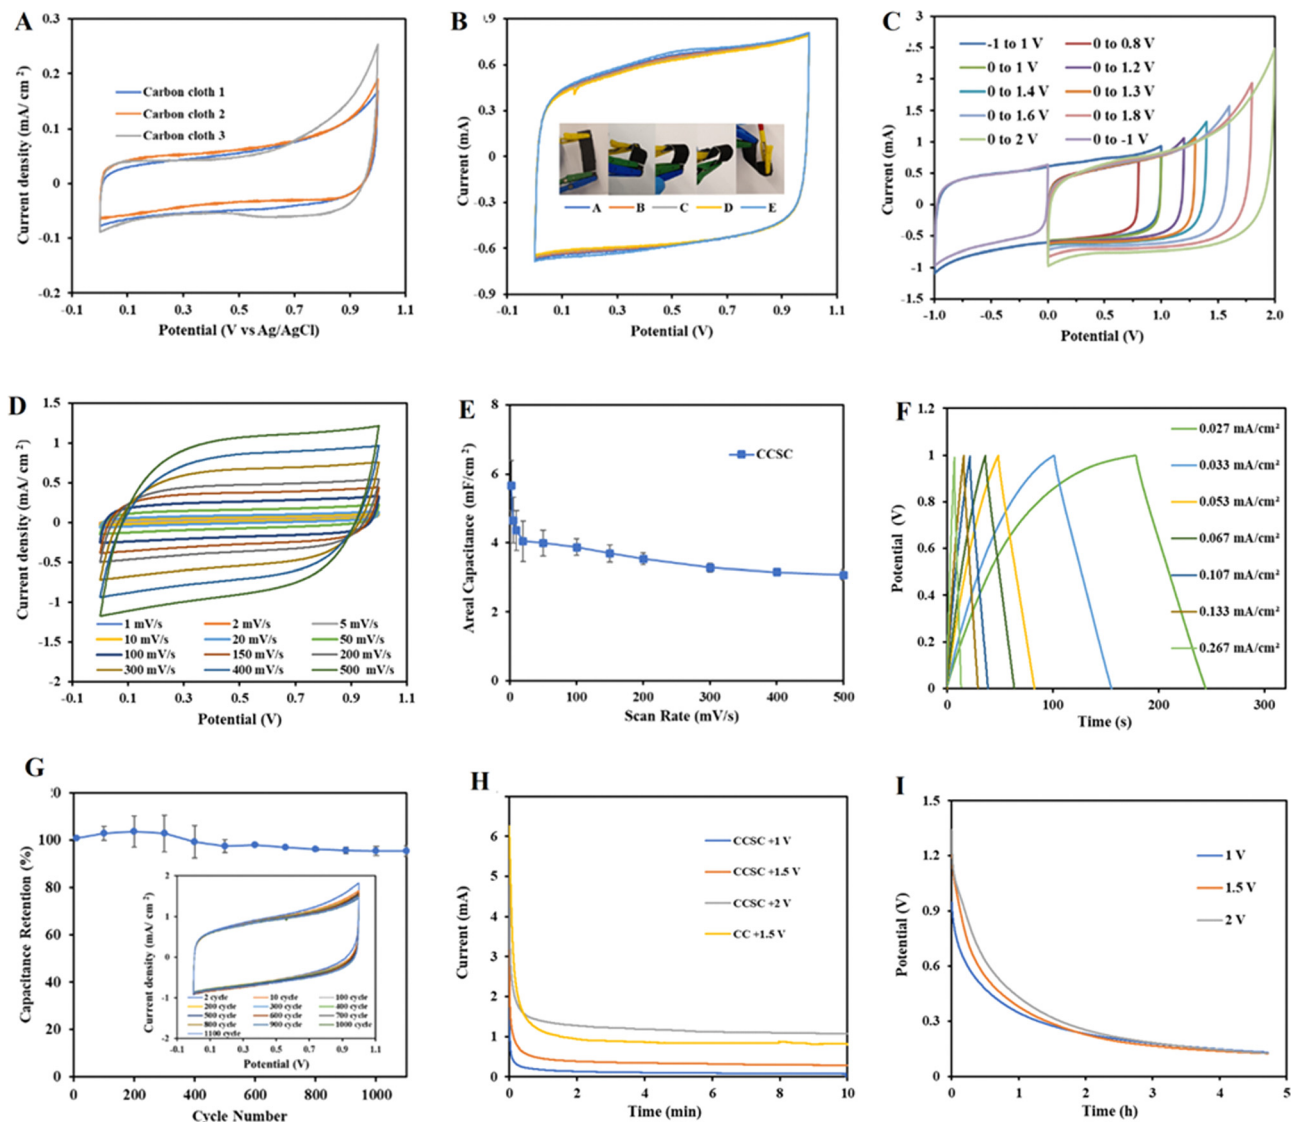 A
0.3
0.2
0.1
0
-0.1
-0.2
-0.1 0.1 0.3 0.5 0.7 0.9 1.1
Current density (mA/ cm ²)
Potential (V vs Ag/AgCl)
Carbon cloth 1
Carbon cloth 2
Carbon cloth 3
B
0.6
0.3
0
-0.3
-0.6
-0.9
-0.1 0.1 0.3 0.5 0.7 0.9 1.1
Current (mA)
Potential (V)
A B C D E
C
3
2
1
0.5
0
-0.5
-1
-1.5
-1.0 0.0 0.5 1.0 1.5 2.0
Current (mA)
Potential (V)
-1 to 1 V 0 to 0.8 V
0 to 1 V 0 to 1.2 V
0 to 1.4 V 0 to 1.3 V
0 to 1.6 V 0 to 1.8 V
0 to 2 V 0 to -1 V
D
1.5
1
0.5
0
-0.5
-1
-1.5
-2
-0.1 0.1 0.3 0.5 0.7 0.9 1.1
Current density (mA/ cm ²)
Potential (V)
1 mV/s 2 mV/s 5 mV/s
10 mV/s 20 mV/s 50 mV/s
100 mV/s 150 mV/s 200 mV/s
300 mV/s 400 mV/s 500 mV/s
E
8
6
4
2
0
0 100 200 300 400 500
Areal Capacitance (mF/cm ²)
Scan Rate (mV/s)
CCSC
F
1.2
1
0.8
0.6
0.4
0.2
0
0 100 200 300
Potential (V)
Time (s)
0.027 mA/cm²
0.033 mA/cm²
0.053 mA/cm²
0.067 mA/cm²
0.107 mA/cm²
0.133 mA/cm²
0.267 mA/cm²
G
100
80
60
40
20
0
0 200 400 600 800 1000
Capacitance Retention (%)
Cycle Number
2
1
0
-1
-2
-0.1 0.1 0.3 0.5 0.7 0.9 1.1
Current density (mA/ cm ²)
Potential (V)
2 cycle 10 cycle 100 cycle
200 cycle 300 cycle 400 cycle
500 cycle 600 cycle 700 cycle
800 cycle 900 cycle 1000 cycle
1100 cycle
H
6
5
4
3
2
1
0
0 2 4 6 8 10
Current (mA)
Time (min)
CCSC +1 V
CCSC +1.5 V
CCSC +2 V
CC +1.5 V
I
1.5
1.2
0.9
0.6
0.3
0
0 1 2 3 4 5
Potential (V)
Time (h)
1 V
1.5 V
2 V